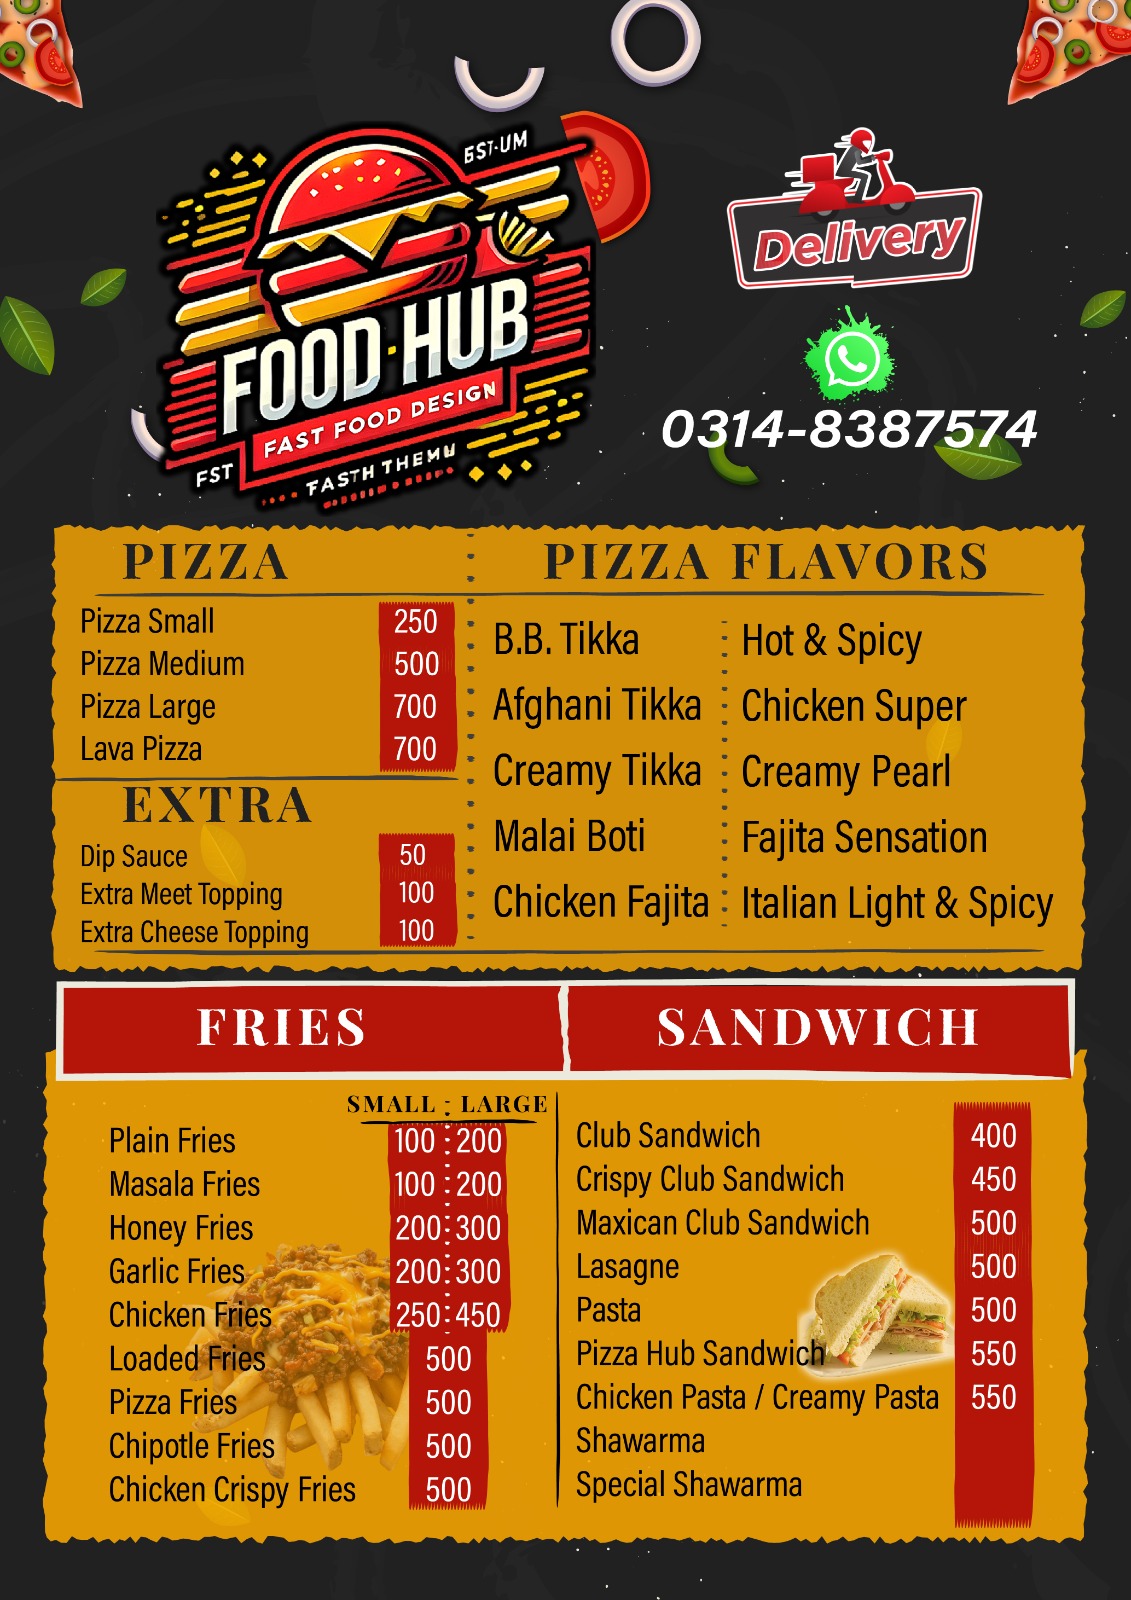 EST·UM
FOOD·HUB
FAST FOOD DESIGN
FST
FASTH THEMU
Delivery
0314-8387574
PIZZA
Pizza Small 250
Pizza Medium 500
Pizza Large 700
Lava Pizza 700
EXTRA
Dip Sauce 50
Extra Meet Topping 100
Extra Cheese Topping 100
PIZZA FLAVORS
B.B. Tikka
Afghani Tikka
Creamy Tikka
Malai Boti
Chicken Fajita
Hot & Spicy
Chicken Super
Creamy Pearl
Fajita Sensation
Italian Light & Spicy
FRIES
SMALL : LARGE
Plain Fries 100 : 200
Masala Fries 100 : 200
Honey Fries 200 : 300
Garlic Fries 200 : 300
Chicken Fries 250 : 450
Loaded Fries 500
Pizza Fries 500
Chipotle Fries 500
Chicken Crispy Fries 500
SANDWICH
Club Sandwich 400
Crispy Club Sandwich 450
Maxican Club Sandwich 500
Lasagne 500
Pasta 500
Pizza Hub Sandwich 550
Chicken Pasta / Creamy Pasta 550
Shawarma
Special Shawarma